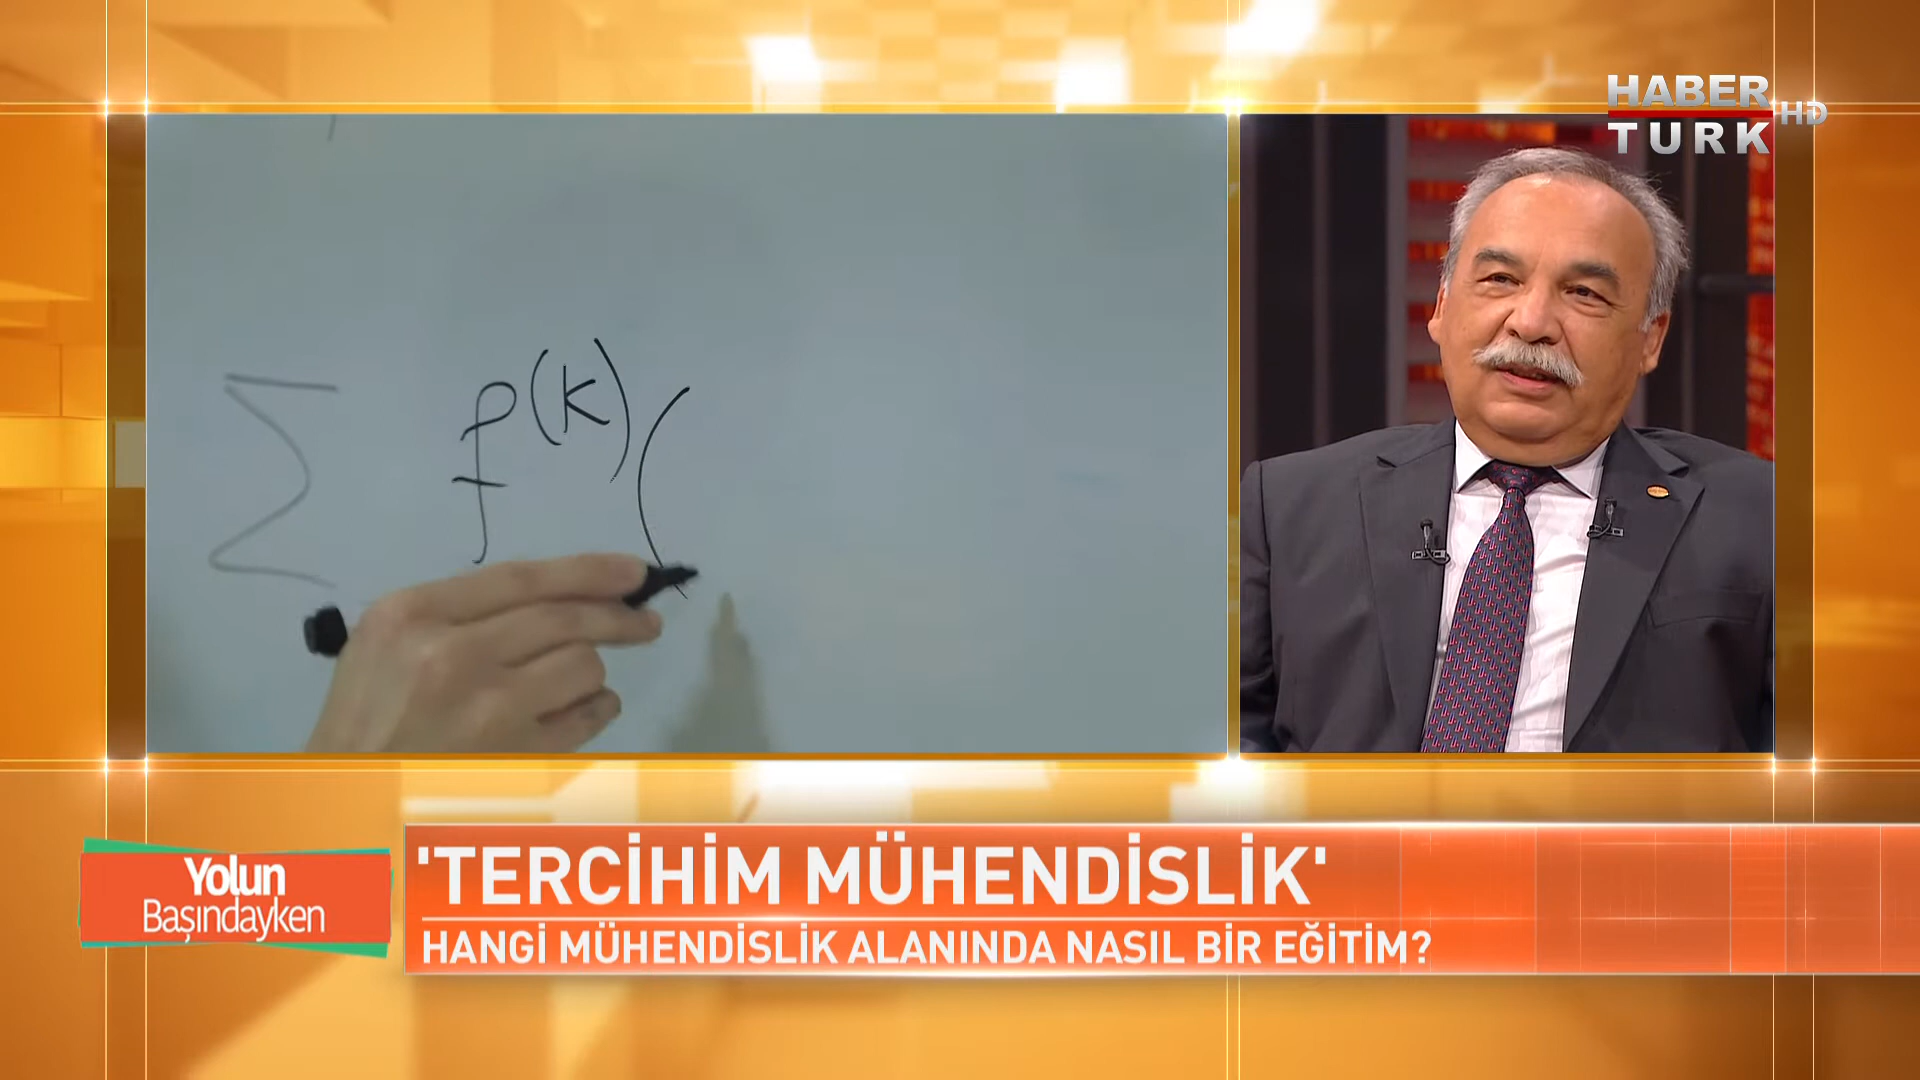 HABER
TURK HD
Σ f(k)(
Yolun
Başındayken
'TERCİHİM MÜHENDİSLİK'
HANGİ MÜHENDİSLİK ALANINDA NASIL BİR EĞİTİM?